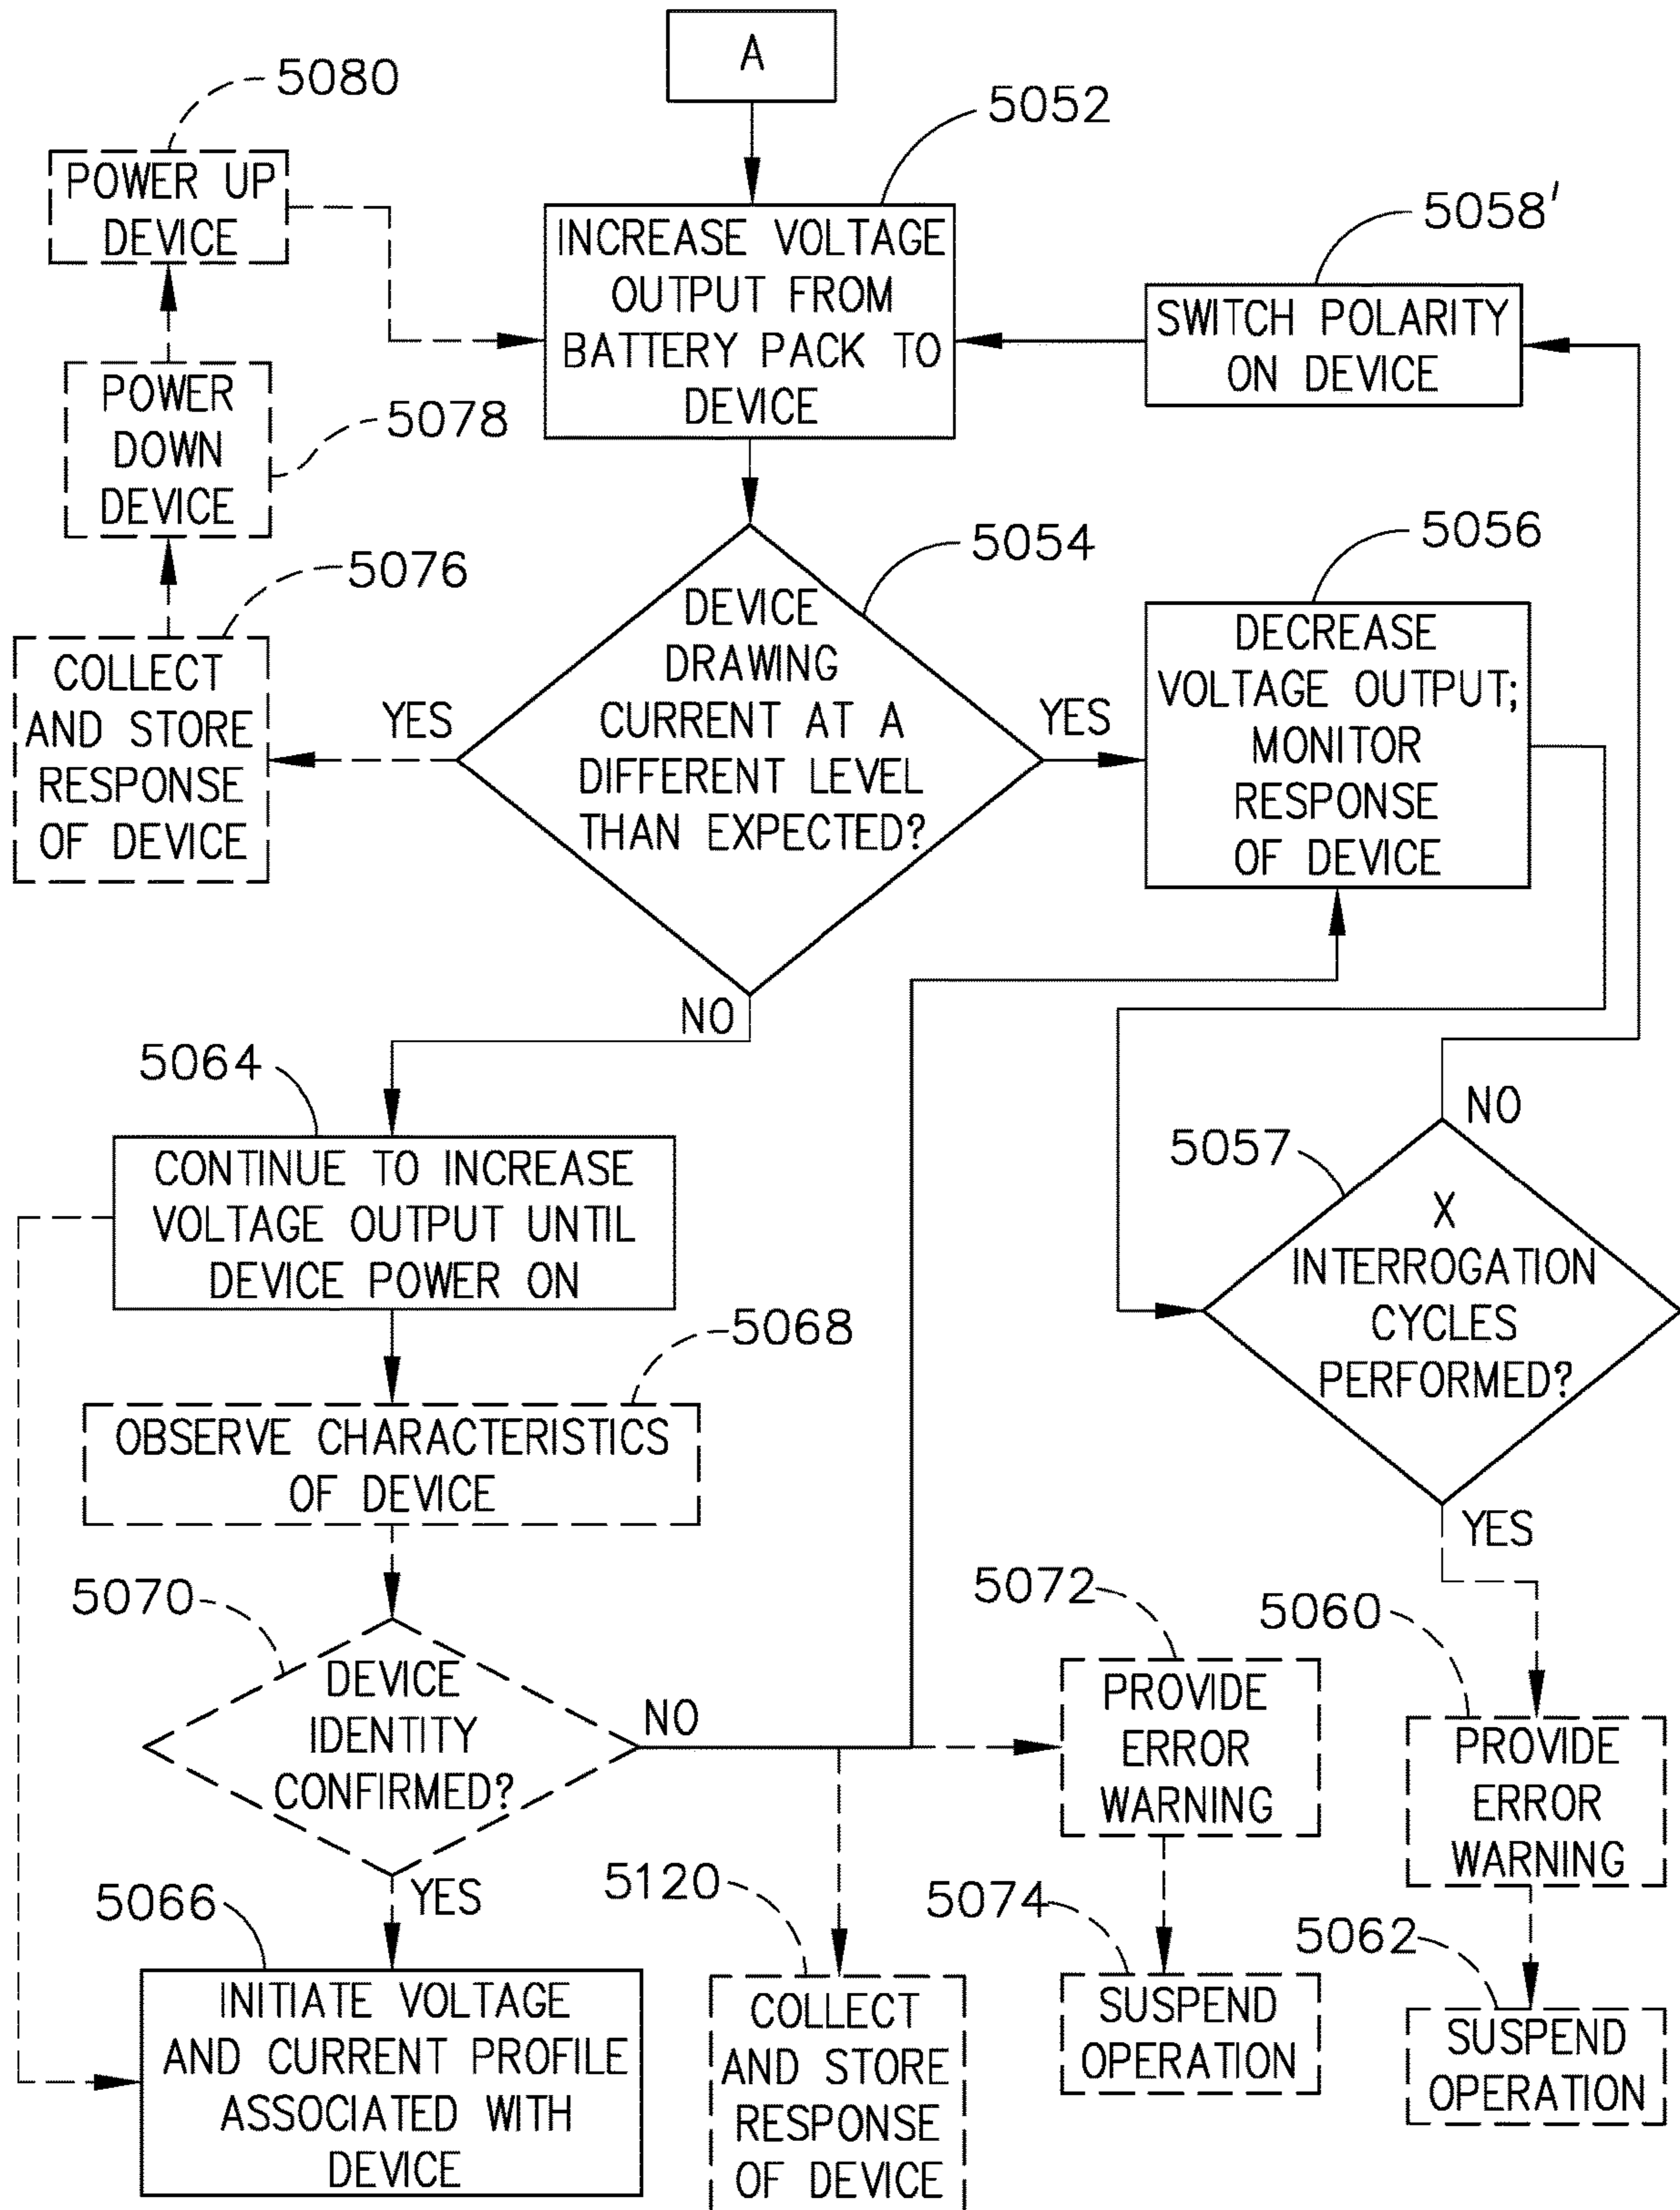 A
5080
5052
POWER UP
DEVICE
INCREASE VOLTAGE
OUTPUT FROM
BATTERY PACK TO
DEVICE
5058'
SWITCH POLARITY
ON DEVICE
POWER
DOWN
DEVICE
5078
5076
COLLECT
AND STORE
RESPONSE
OF DEVICE
YES
5054
DEVICE
DRAWING
CURRENT AT A
DIFFERENT LEVEL
THAN EXPECTED?
YES
5056
DECREASE
VOLTAGE OUTPUT;
MONITOR
RESPONSE
OF DEVICE
NO
5064
CONTINUE TO INCREASE
VOLTAGE OUTPUT UNTIL
DEVICE POWER ON
NO
5057
X
INTERROGATION
CYCLES
PERFORMED?
YES
5068
OBSERVE CHARACTERISTICS
OF DEVICE
5070
DEVICE
IDENTITY
CONFIRMED?
NO
YES
5072
PROVIDE
ERROR
WARNING
5060
PROVIDE
ERROR
WARNING
5066
INITIATE VOLTAGE
AND CURRENT PROFILE
ASSOCIATED WITH
DEVICE
5120
COLLECT
AND STORE
RESPONSE
OF DEVICE
5074
SUSPEND
OPERATION
5062
SUSPEND
OPERATION